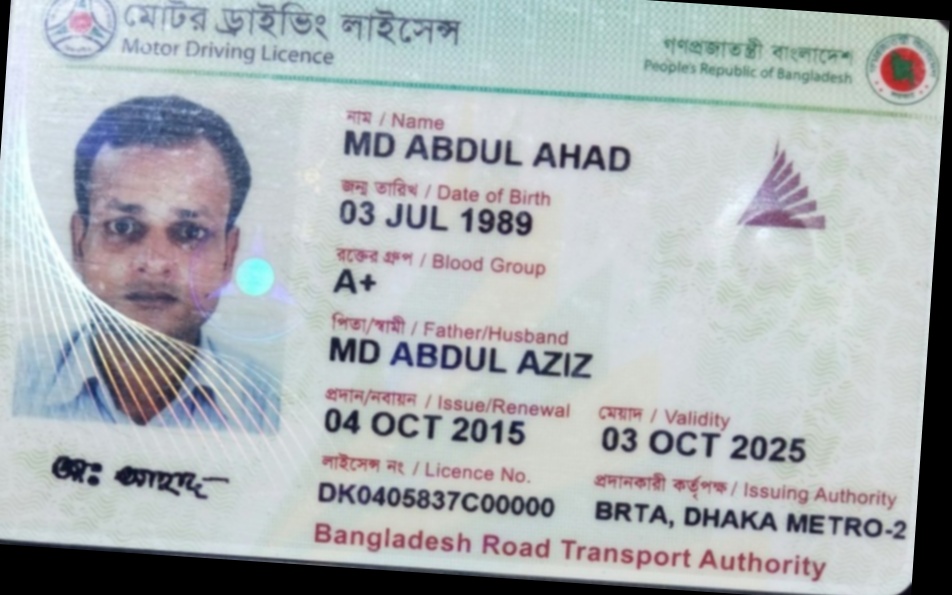 মোটর ড্রাইভিং লাইসেন্স
Motor Driving Licence
গণপ্রজাতন্ত্রী বাংলাদেশ
People's Republic of Bangladesh
নাম / Name
MD ABDUL AHAD
জন্ম তারিখ / Date of Birth
03 JUL 1989
রক্তের গ্রুপ / Blood Group
A+
পিতা/স্বামী / Father/Husband
MD ABDUL AZIZ
প্রদান/নবায়ন / Issue/Renewal
04 OCT 2015
মেয়াদ / Validity
03 OCT 2025
লাইসেন্স নং / Licence No.
DK0405837C00000
প্রদানকারী কর্তৃপক্ষ / Issuing Authority
BRTA, DHAKA METRO-2
মোঃ আহাদ
Bangladesh Road Transport Authority